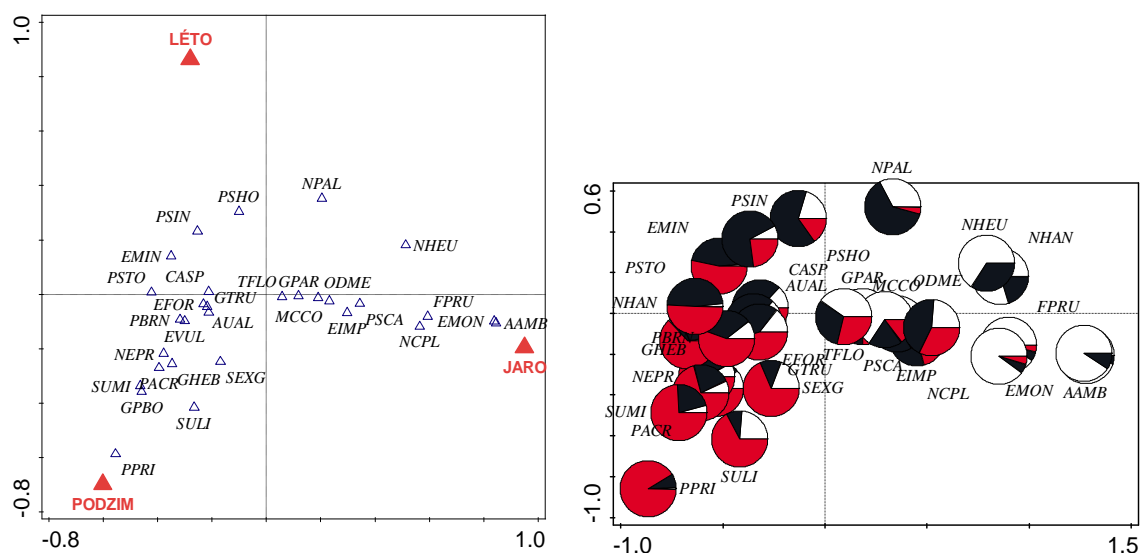 1.0
LÉTO
NPAL
PSHO
PSIN
NHEU
EMIN
PSTO
CASP
TFLO
GPAR
ODME
EFOR
GTRU
FPRU
PBRN
AUAL
MCCO
PSCA
EMON
AAMB
EVUL
EIMP
NCPL
NEPR
JARO
PACR
GHEB
SEXG
SUMI
GPBO
SULI
PPRI
PODZIM
-0.8
-0.8
1.0
NPAL
0.6
PSIN
EMIN
NHEU
NHAN
PSHO
PSTO
CASP
GPAR
ODME
AUAL
MCCO
NHAN
FPRU
PBRN
GHEB
TFLO
EFOR
PSCA
GTRU
EIMP
NEPR
SEXG
NCPL
EMON
AAMB
SUMI
PACR
SULI
PPRI
-1.0
-1.0
1.5